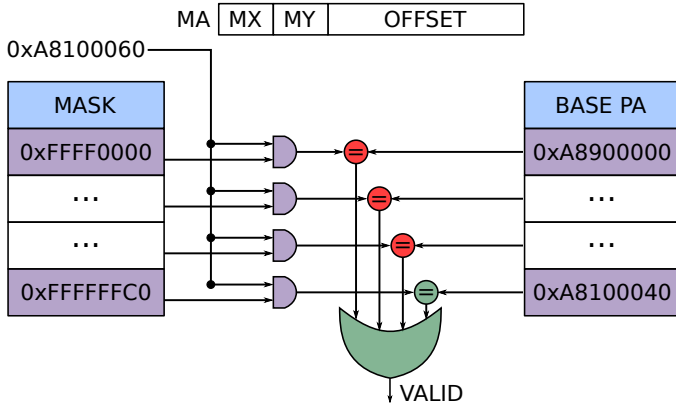 MA MX MY OFFSET
0xA8100060
MASK
0xFFFF0000
...
...
0xFFFFFFC0
=
=
=
=
BASE PA
0xA8900000
...
...
0xA8100040
VALID